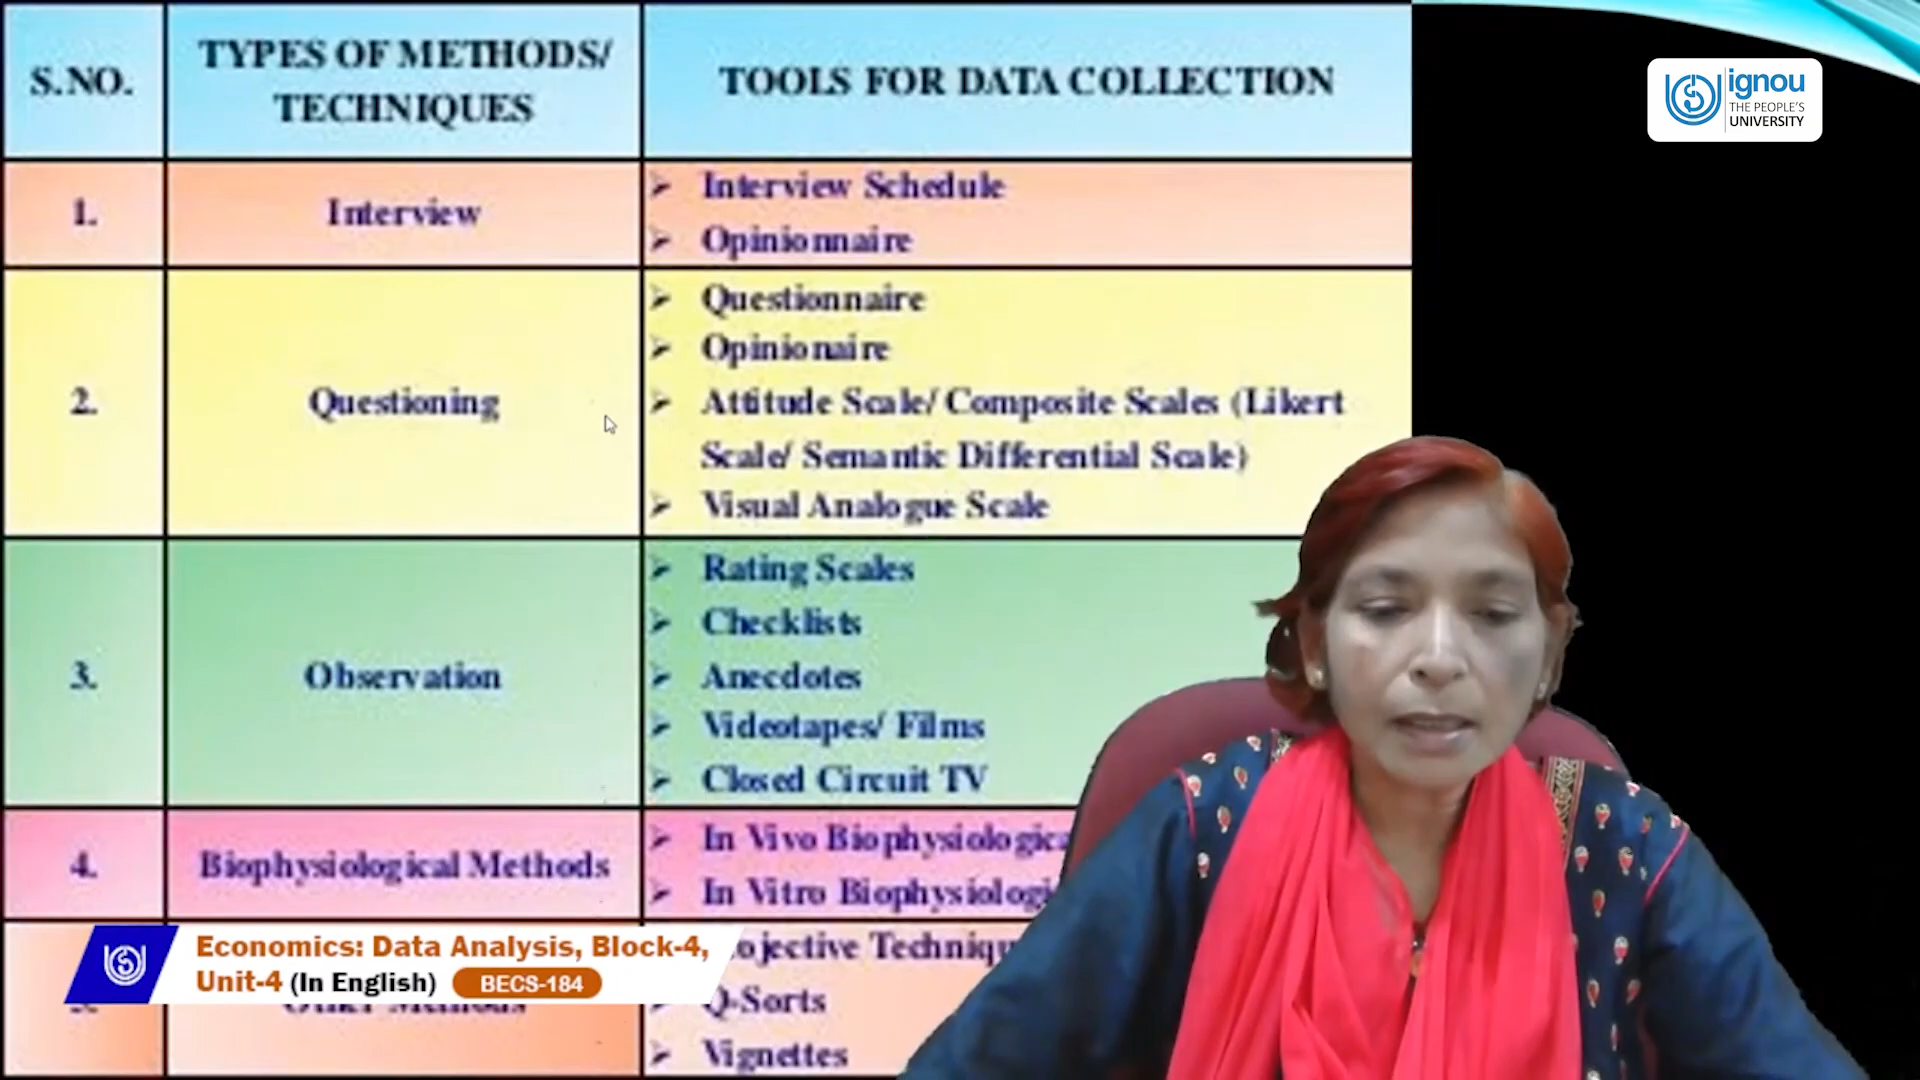 S.NO.
TYPES OF METHODS/
TECHNIQUES
TOOLS FOR DATA COLLECTION
ignou
THE PEOPLE'S
UNIVERSITY
1.
Interview
Interview Schedule
Opinionnaire
2.
Questioning
Questionnaire
Opinionaire
Attitude Scale/ Composite Scales (Likert
Scale/ Semantic Differential Scale)
Visual Analogue Scale
3.
Observation
Rating Scales
Checklists
Anecdotes
Videotapes/ Films
Closed Circuit TV
4.
Biophysiological Methods
In Vivo
In Vitro
Economics: Data Analysis, Block-4,
Unit-4 (In English) BECS-184
Q-Sorts
Vignettes